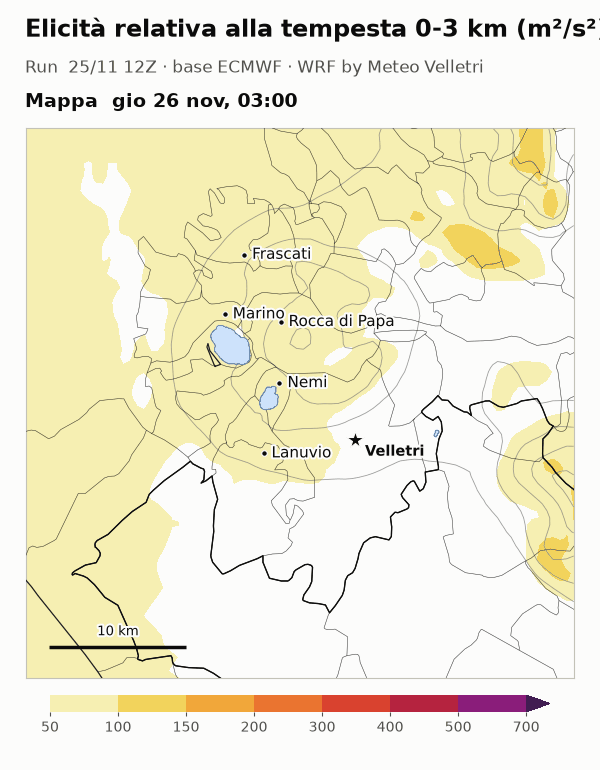 Elicità relativa alla tempesta 0-3 km (m²/s²)
Run  25/11 12Z · base ECMWF · WRF by Meteo Velletri
Mappa  gio 26 nov, 03:00
Frascati
Marino
Rocca di Papa
Nemi
Velletri
Lanuvio
10 km
50 100 150 200 300 400 500 700